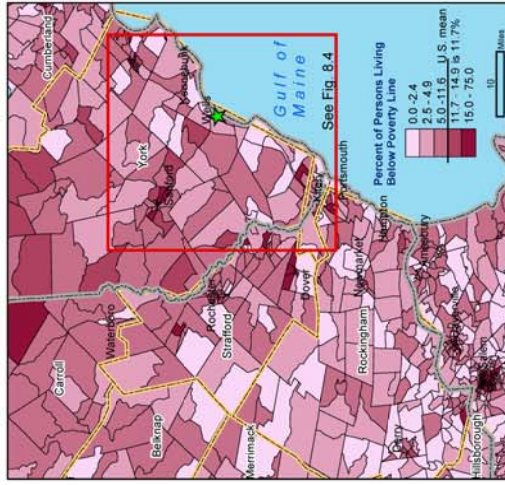 Cumberland
Kennebunk
Wells
York
Sanford
Gulf of
Maine
See Fig. 8.4
Carroll
Waterboro
Rochester
Strafford
Belknap
Dover
Kittery
Portsmouth
Merrimack
Newmarket
Hampton
Rockingham
Amesbury
Derry
Salem
Hillsborough
Percent of Persons Living
Below Poverty Line
0.0 -2.4
2.5 - 4.9
5.0 -11.6 U.S. mean
11.7 - 14.9 is 11.7%
15.0 - 75.0
10
Miles